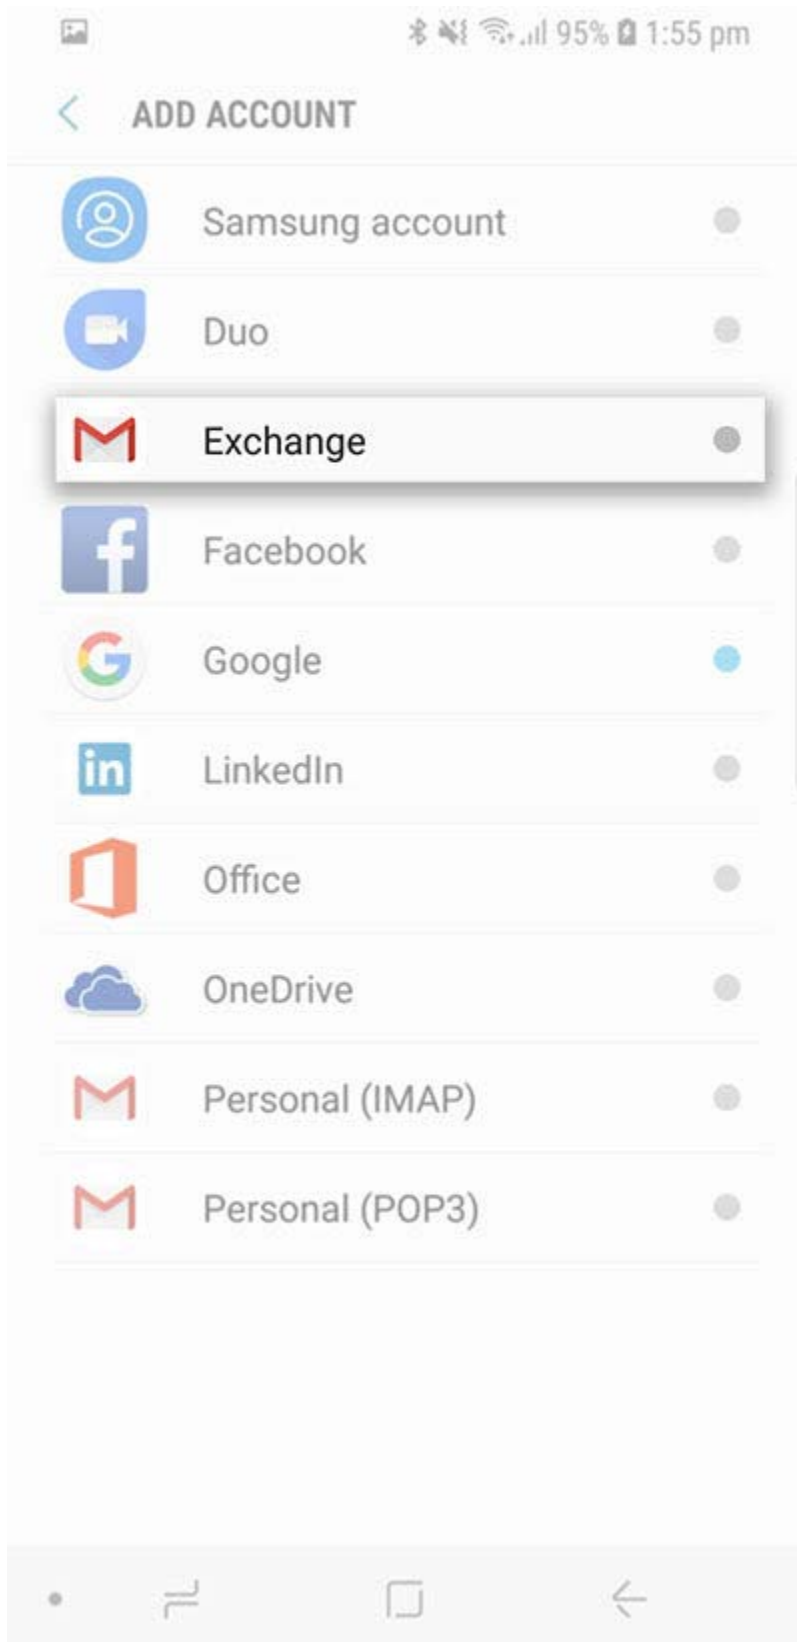 95% 1:55 pm
ADD ACCOUNT
Samsung account
Duo
Exchange
f Facebook
G Google
in LinkedIn
Office
OneDrive
Personal (IMAP)
Personal (POP3)